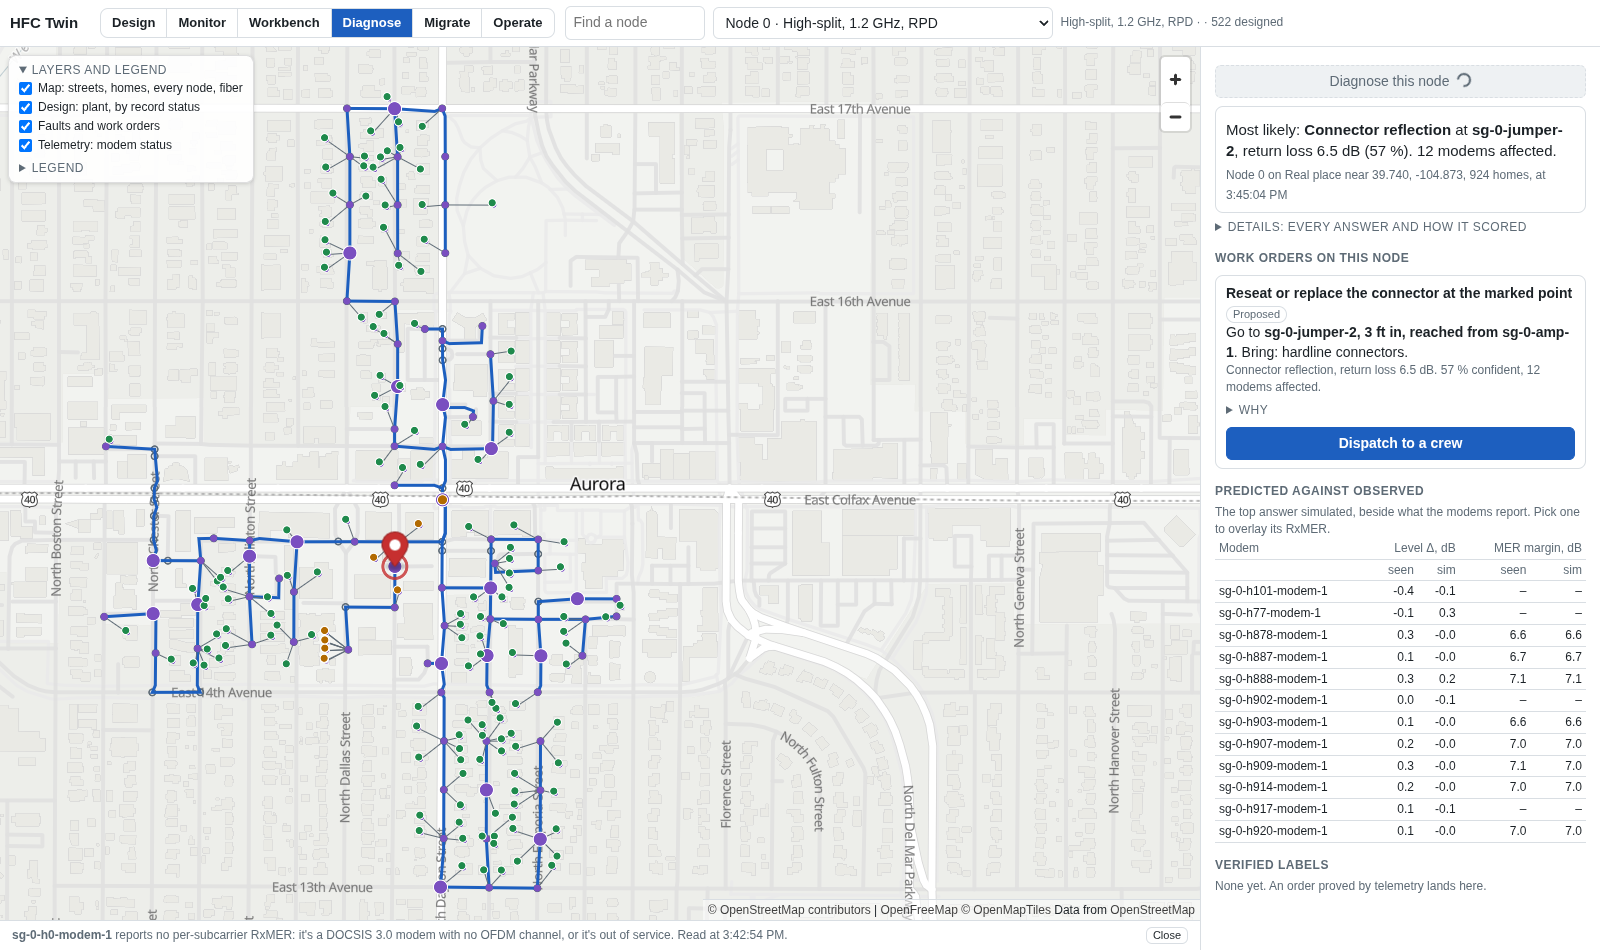 HFC Twin
Design Monitor Workbench Diagnose Migrate Operate
Find a node
Node 0 · High-split, 1.2 GHz, RPD
High-split, 1.2 GHz, RPD · · 522 designed
LAYERS AND LEGEND
Map: streets, homes, every node, fiber
Design: plant, by record status
Faults and work orders
Telemetry: modem status
LEGEND
East 17th Avenue
East 16th Avenue
40 40 40 40 40
Aurora
East Colfax Avenue
North Boston Street
North Geneva Street
East 14th Avenue
North Dallas Street
Florence Street
North Fulton Street
North Hanover Street
East 13th Avenue
+
−
© OpenStreetMap contributors | OpenFreeMap © OpenMapTiles Data from OpenStreetMap
Diagnose this node
Most likely: Connector reflection at sg-0-jumper-
2, return loss 6.5 dB (57 %). 12 modems affected.
Node 0 on Real place near 39.740, -104.873, 924 homes, at
3:45:04 PM
DETAILS: EVERY ANSWER AND HOW IT SCORED
WORK ORDERS ON THIS NODE
Reseat or replace the connector at the marked point
Proposed
Go to sg-0-jumper-2, 3 ft in, reached from sg-0-amp-
1. Bring: hardline connectors.
Connector reflection, return loss 6.5 dB. 57 % confident, 12
modems affected.
WHY
Dispatch to a crew
PREDICTED AGAINST OBSERVED
The top answer simulated, beside what the modems report. Pick one
to overlay its RxMER.
Modem Level Δ, dB MER margin, dB
seen sim seen sim
sg-0-h101-modem-1 -0.4 -0.1 – –
sg-0-h77-modem-1 -0.1 0.3 – –
sg-0-h878-modem-1 0.3 -0.0 6.6 6.6
sg-0-h887-modem-1 0.1 -0.0 6.7 6.7
sg-0-h888-modem-1 0.3 0.2 7.1 7.1
sg-0-h902-modem-1 0.0 -0.1 – –
sg-0-h903-modem-1 0.1 -0.0 6.6 6.6
sg-0-h907-modem-1 0.2 -0.0 7.0 7.0
sg-0-h909-modem-1 0.3 -0.0 7.1 7.1
sg-0-h914-modem-1 0.2 -0.0 7.0 7.0
sg-0-h917-modem-1 0.1 -0.1 – –
sg-0-h920-modem-1 0.1 -0.0 7.0 7.0
VERIFIED LABELS
None yet. An order proved by telemetry lands here.
sg-0-h0-modem-1 reports no per-subcarrier RxMER: it's a DOCSIS 3.0 modem with no OFDM channel, or it's out of service. Read at 3:42:54 PM.
Close